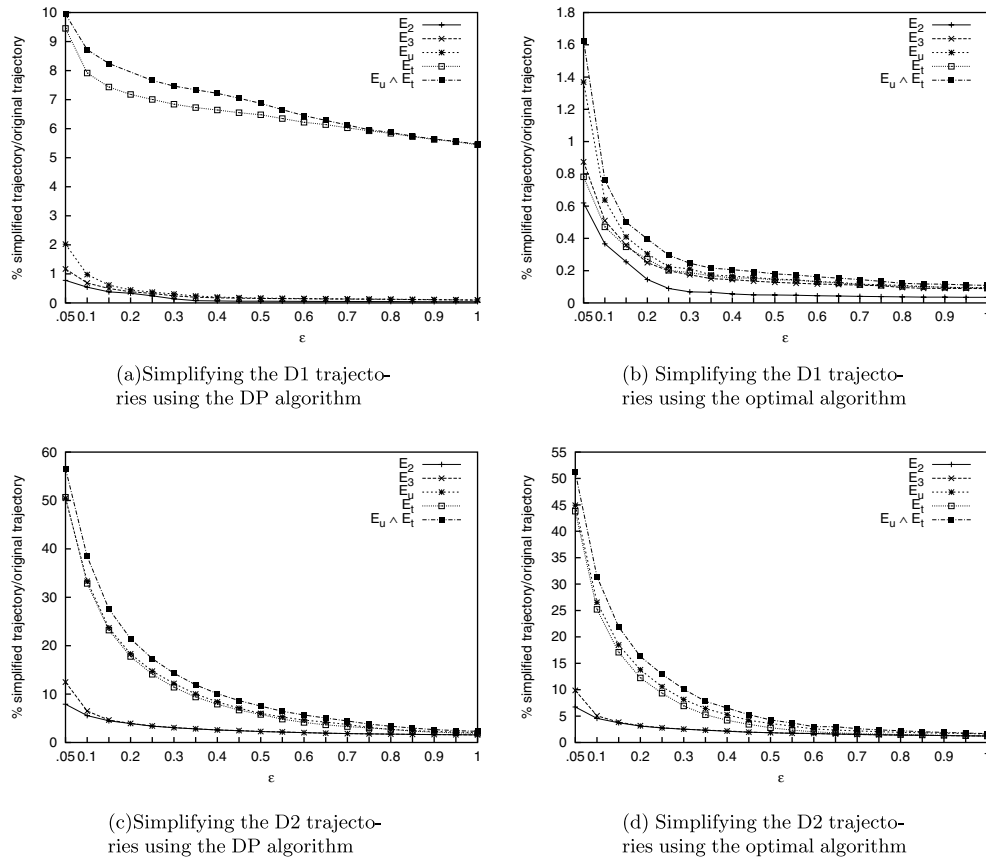 % simplified trajectory/original trajectory
10
9
8
7
6
5
4
3
2
1
0
.05 0.1 0.2 0.3 0.4 0.5 0.6 0.7 0.8 0.9 1
ε
E2
E3
Eu
Et
Eu ∧ Et
(a)Simplifying the D1 trajecto-
ries using the DP algorithm
% simplified trajectory/original trajectory
1.8
1.6
1.4
1.2
1
0.8
0.6
0.4
0.2
0
.05 0.1 0.2 0.3 0.4 0.5 0.6 0.7 0.8 0.9 1
ε
E2
E3
Eu
Et
Eu ∧ Et
(b) Simplifying the D1 trajecto-
ries using the optimal algorithm
% simplified trajectory/original trajectory
60
50
40
30
20
10
0
.05 0.1 0.2 0.3 0.4 0.5 0.6 0.7 0.8 0.9 1
ε
E2
E3
Eu
Et
Eu ∧ Et
(c)Simplifying the D2 trajecto-
ries using the DP algorithm
% simplified trajectory/original trajectory
55
50
45
40
35
30
25
20
15
10
5
0
.05 0.1 0.2 0.3 0.4 0.5 0.6 0.7 0.8 0.9 1
ε
E2
E3
Eu
Et
Eu ∧ Et
(d) Simplifying the D2 trajecto-
ries using the optimal algorithm